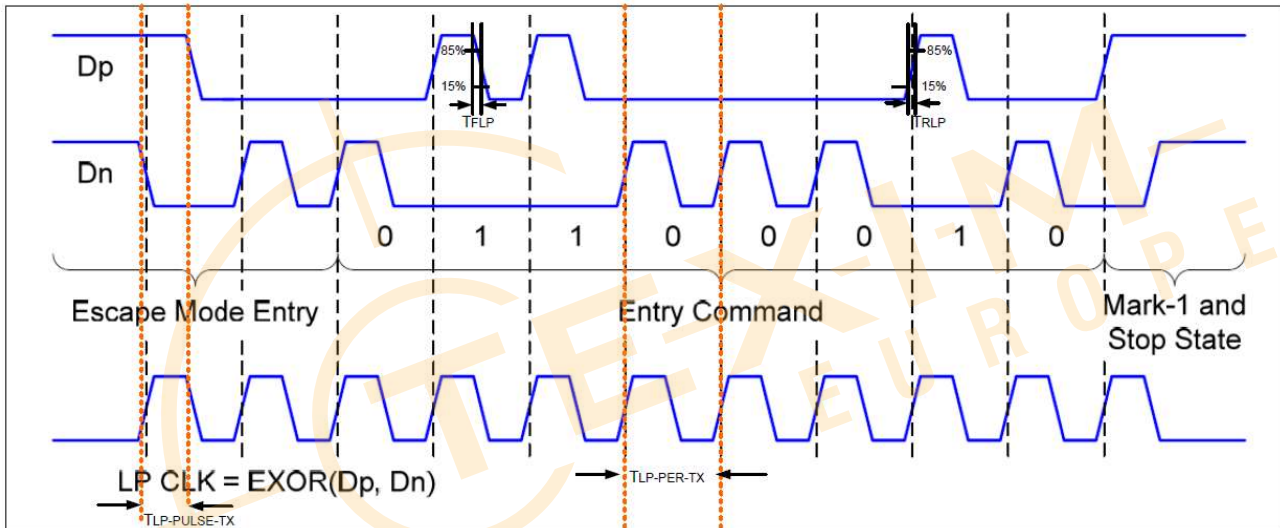 Dp
85%
15%
TFLP
85%
15%
TRLP
Dn
0 1 1 0 0 0 1 0
Escape Mode Entry
Entry Command
Mark-1 and
Stop State
LP CLK = EXOR(Dp, Dn)
TLP-PER-TX
TLP-PULSE-TX
TEXIM
EUROPE